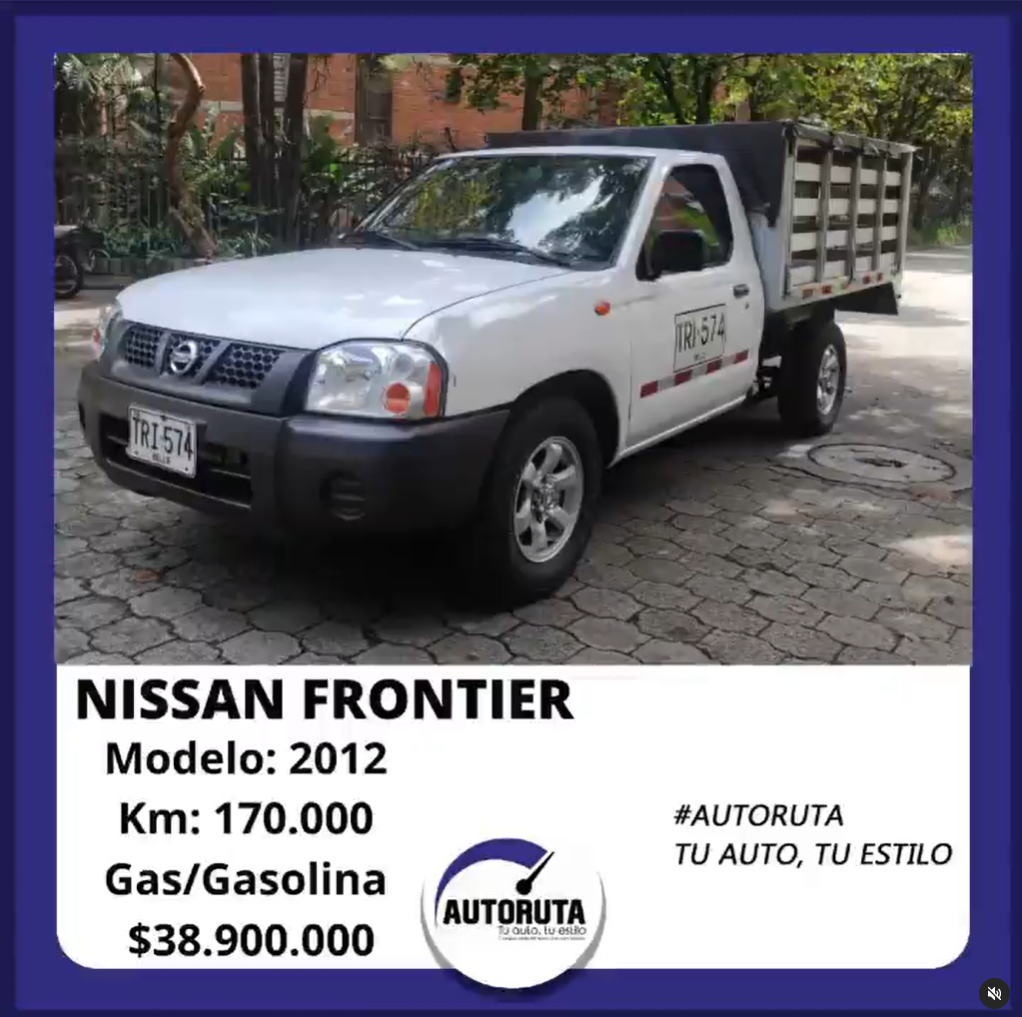 TRI·574
BELLO
TRI·574
NISSAN FRONTIER
Modelo: 2012
Km: 170.000
Gas/Gasolina
$38.900.000
#AUTORUTA
TU AUTO, TU ESTILO
AUTORUTA
Tu auto, tu estilo